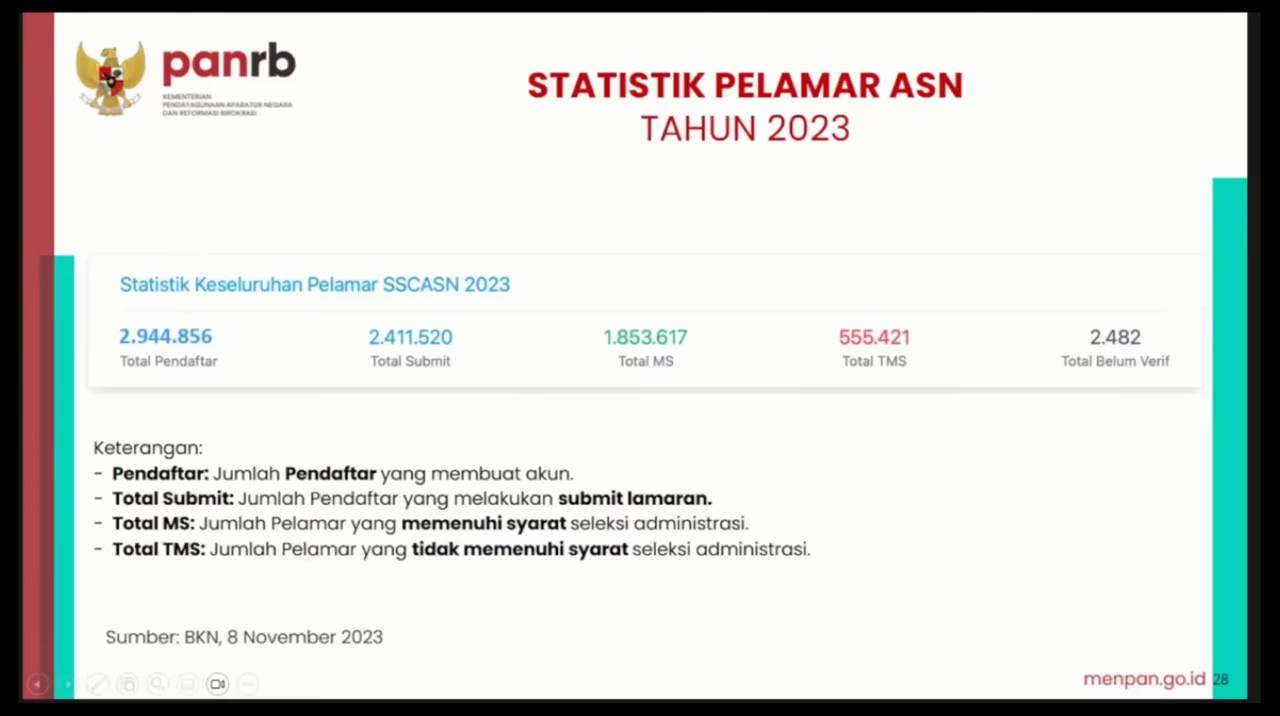 panrb
KEMENTERIAN
PENDAYAGUNAAN APARATUR NEGARA
DAN REFORMASI BIROKRASI
STATISTIK PELAMAR ASN
TAHUN 2023
Statistik Keseluruhan Pelamar SSCASN 2023
2.944.856 2.411.520 1.853.617 555.421 2.482
Total Pendaftar Total Submit Total MS Total TMS Total Belum Verif
Keterangan:
- Pendaftar: Jumlah Pendaftar yang membuat akun.
- Total Submit: Jumlah Pendaftar yang melakukan submit lamaran.
- Total MS: Jumlah Pelamar yang memenuhi syarat seleksi administrasi.
- Total TMS: Jumlah Pelamar yang tidak memenuhi syarat seleksi administrasi.
Sumber: BKN, 8 November 2023
menpan.go.id 28